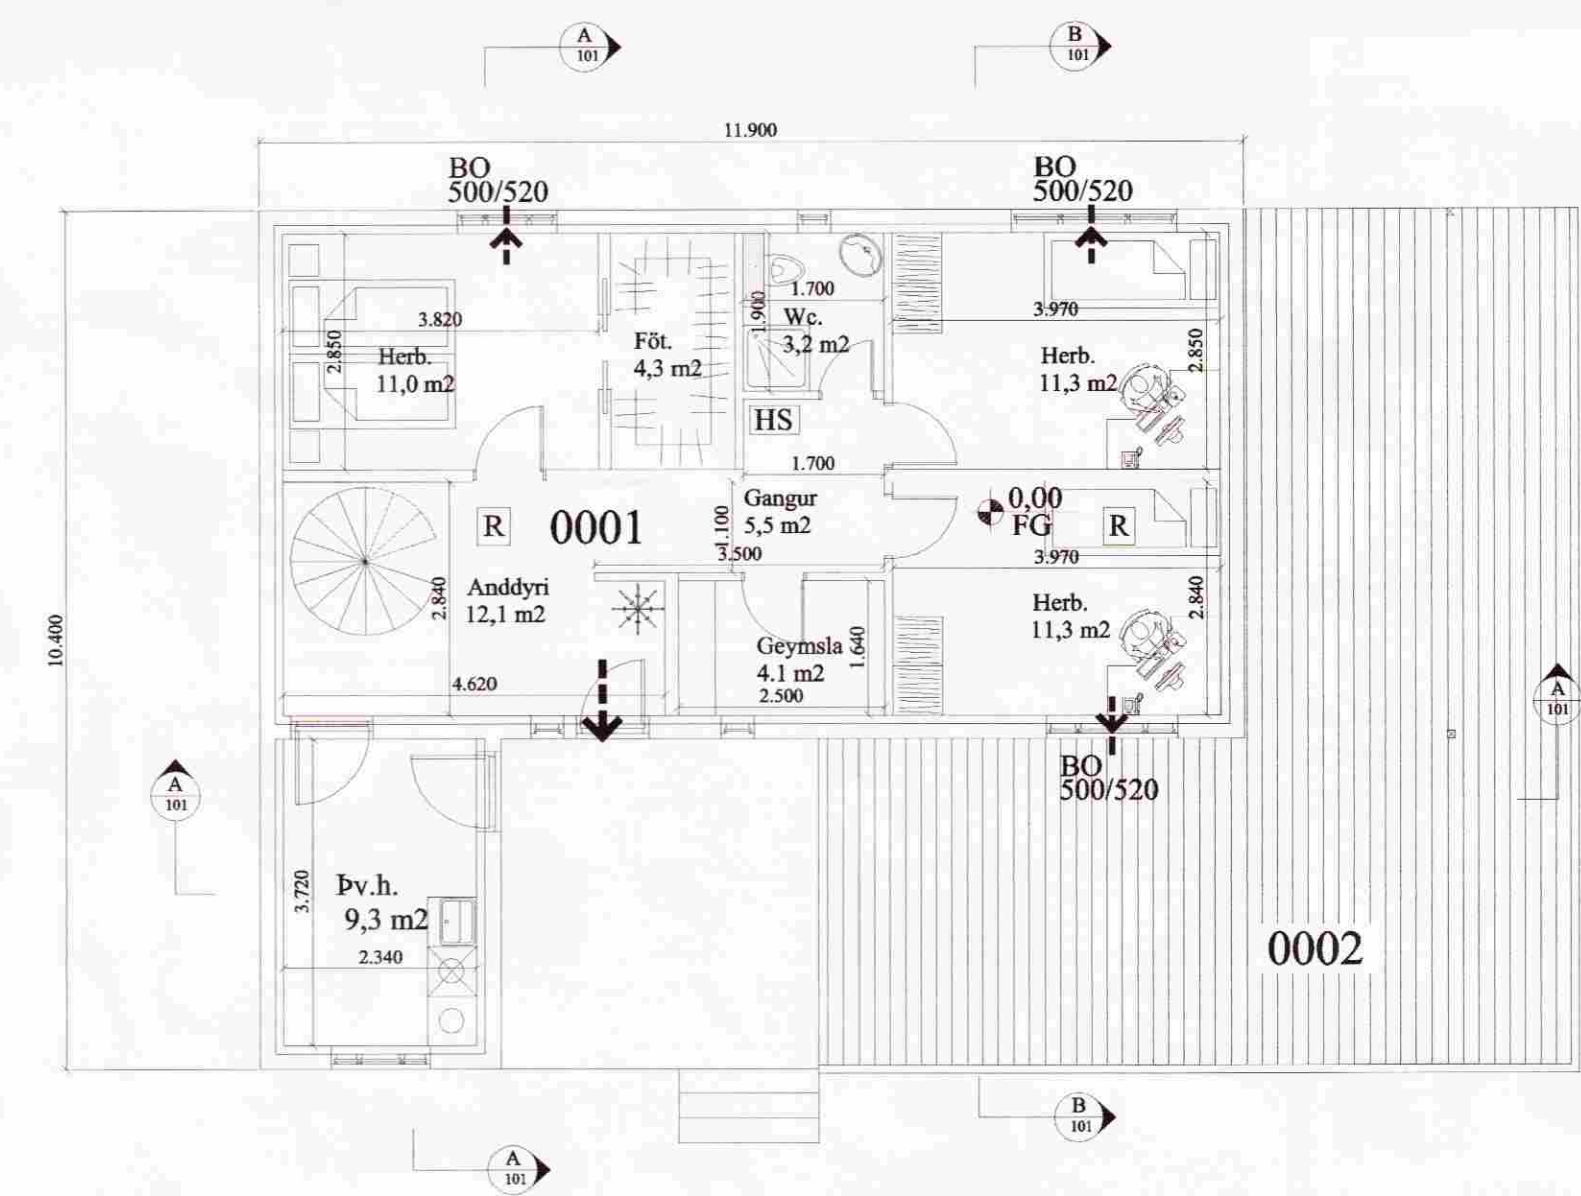 A
101
B
101
11.900
BO
500/520
BO
500/520
10.400
3.820
2.850
Herb.
11,0 m2
Föt.
4,3 m2
1.900
1.700
Wc.
3,2 m2
3.970
2.850
Herb.
11,3 m2
HS
1.700
R
0001
Gangur
5,5 m2
1.100
3.500
0,00
FG
R
3.970
Anddyri
12,1 m2
2.840
Geymsla
4.1 m2
1.640
2.500
Herb.
11,3 m2
2.840
4.620
A
101
A
101
BO
500/520
Þv.h.
9,3 m2
3.720
2.340
0002
B
101
A
101